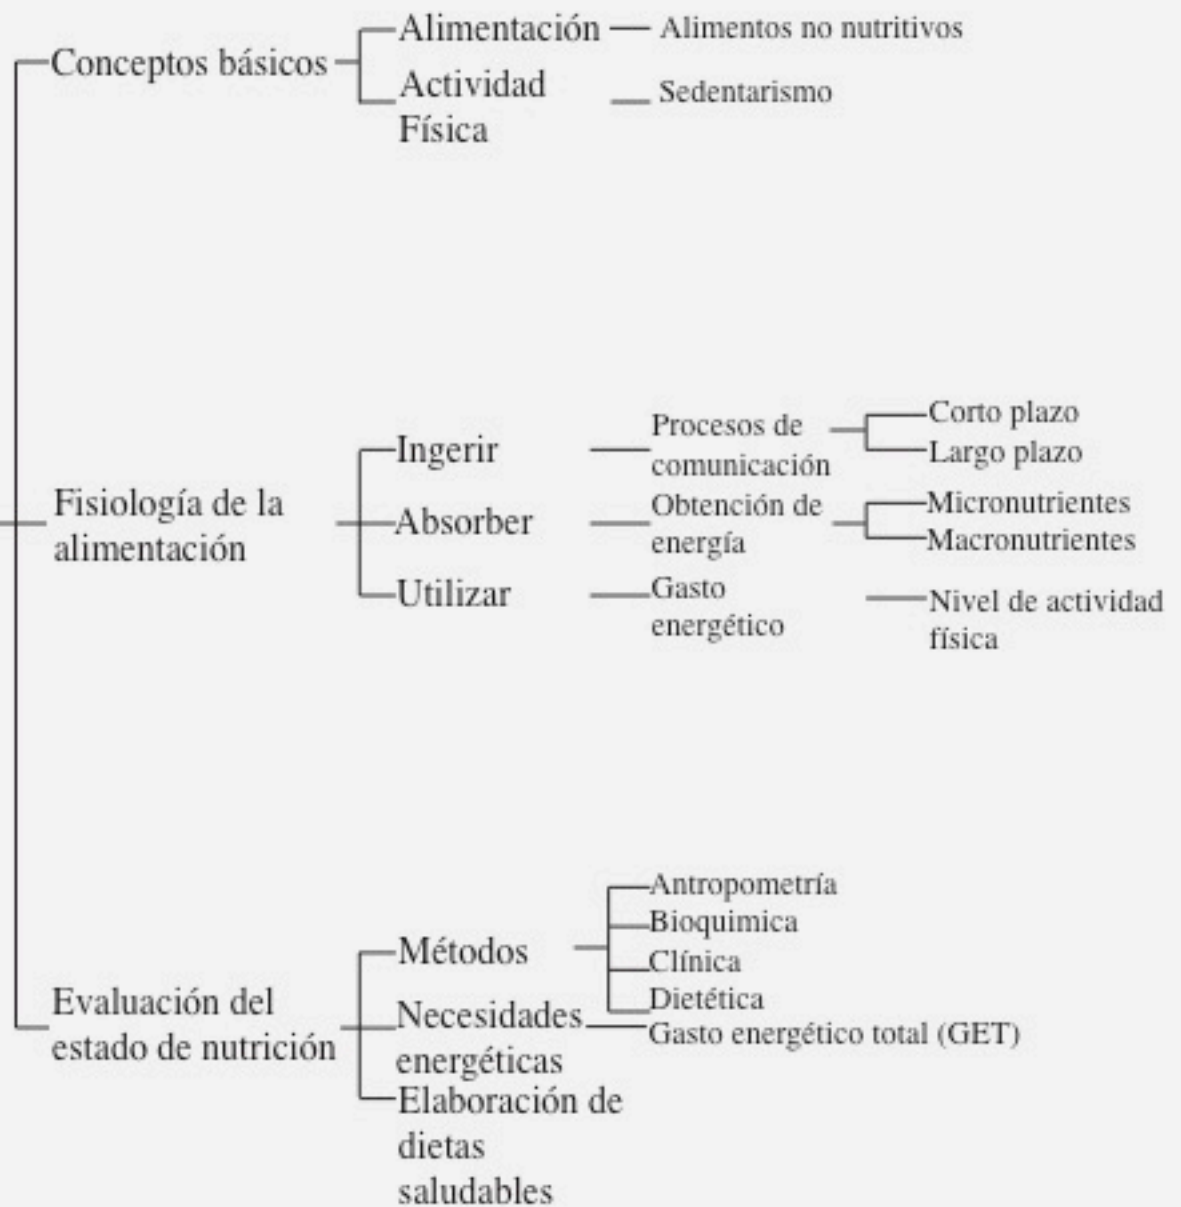 Conceptos básicos
Alimentación
Alimentos no nutritivos
Actividad
Física
Sedentarismo
Fisiología de la
alimentación
Ingerir
Procesos de
comunicación
Corto plazo
Largo plazo
Absorber
Obtención de
energía
Micronutrientes
Macronutrientes
Utilizar
Gasto
energético
Nivel de actividad
física
Evaluación del
estado de nutrición
Métodos
Antropometría
Bioquimica
Clínica
Dietética
Necesidades
energéticas
Gasto energético total (GET)
Elaboración de
dietas
saludables